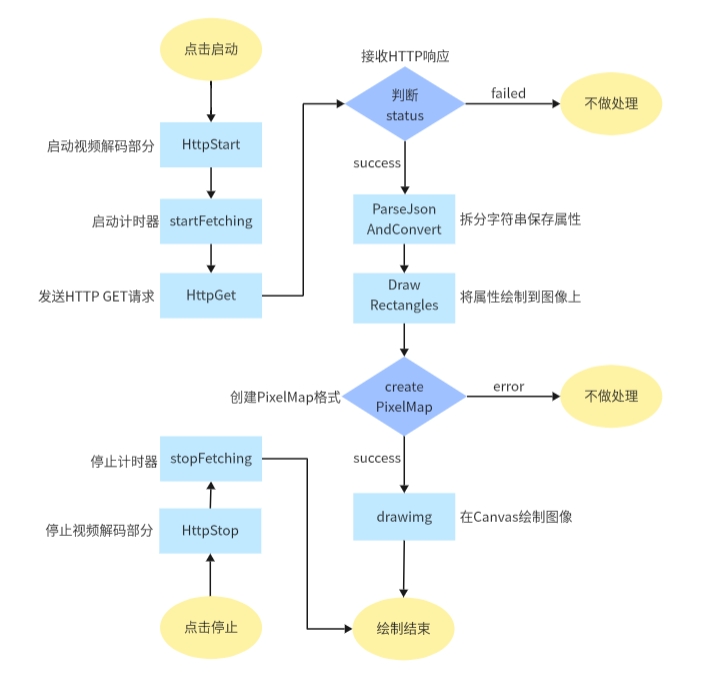 点击启动
启动视频解码部分
HttpStart
启动计时器
startFetching
发送HTTP GET请求
HttpGet
接收HTTP响应
判断
status
failed
不做处理
success
ParseJson
AndConvert
拆分字符串保存属性
Draw
Rectangles
将属性绘制到图像上
创建PixelMap格式
create
PixelMap
error
不做处理
success
drawimg
在Canvas绘制图像
停止计时器
stopFetching
停止视频解码部分
HttpStop
点击停止
绘制结束